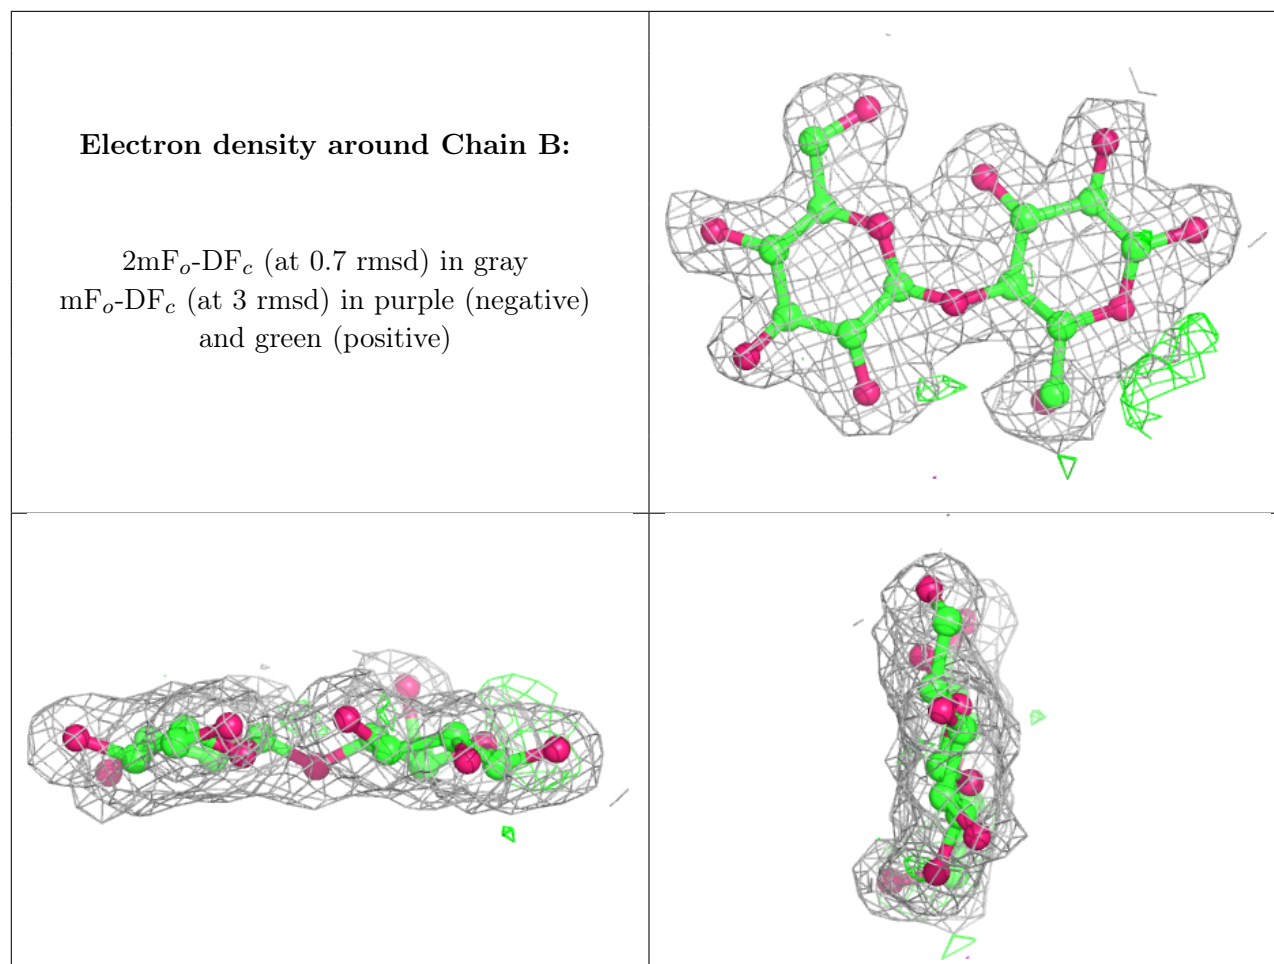 Electron density around Chain B:
2mFo-DFc (at 0.7 rmsd) in gray
mFo-DFc (at 3 rmsd) in purple (negative)
and green (positive)